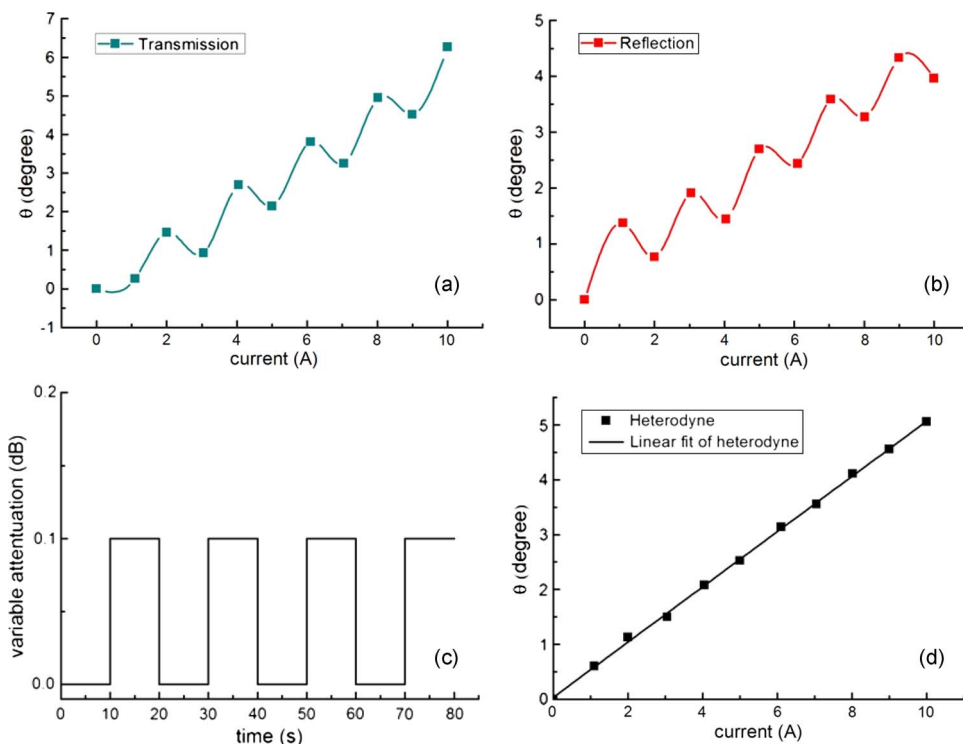 7
6
5
4
3
2
1
0
-1
θ (degree)
Transmission
(a)
0 2 4 6 8 10
current (A)
5
4
3
2
1
0
θ (degree)
Reflection
(b)
0 2 4 6 8 10
current (A)
0.2
0.1
0.0
variable attentuation (dB)
(c)
0 10 20 30 40 50 60 70 80
time (s)
5
4
3
2
1
0
θ (degree)
Heterodyne
Linear fit of heterodyne
(d)
0 2 4 6 8 10
current (A)